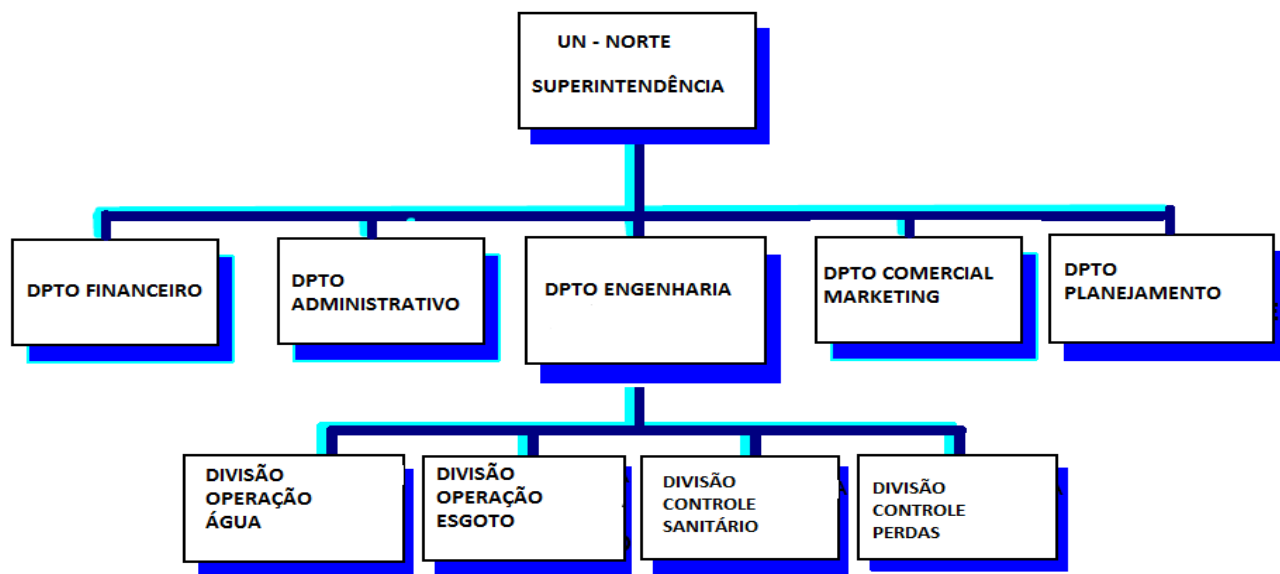 UN - NORTE
SUPERINTENDÊNCIA
DPTO FINANCEIRO
DPTO
ADMINISTRATIVO
DPTO ENGENHARIA
DPTO COMERCIAL
MARKETING
DPTO
PLANEJAMENTO
DIVISÃO
OPERAÇÃO
ÁGUA
DIVISÃO
OPERAÇÃO
ESGOTO
DIVISÃO
CONTROLE
SANITÁRIO
DIVISÃO
CONTROLE
PERDAS